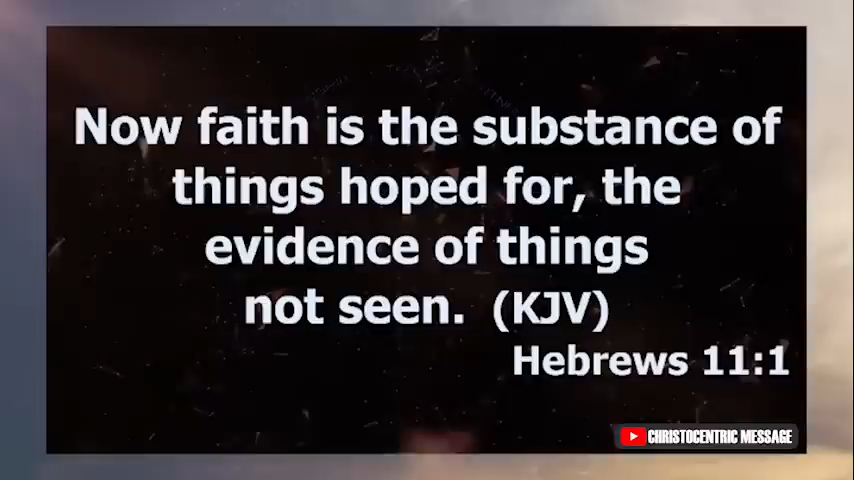 Now faith is the substance of
things hoped for, the
evidence of things
not seen. (KJV)
Hebrews 11:1
CHRISTOCENTRIC MESSAGE